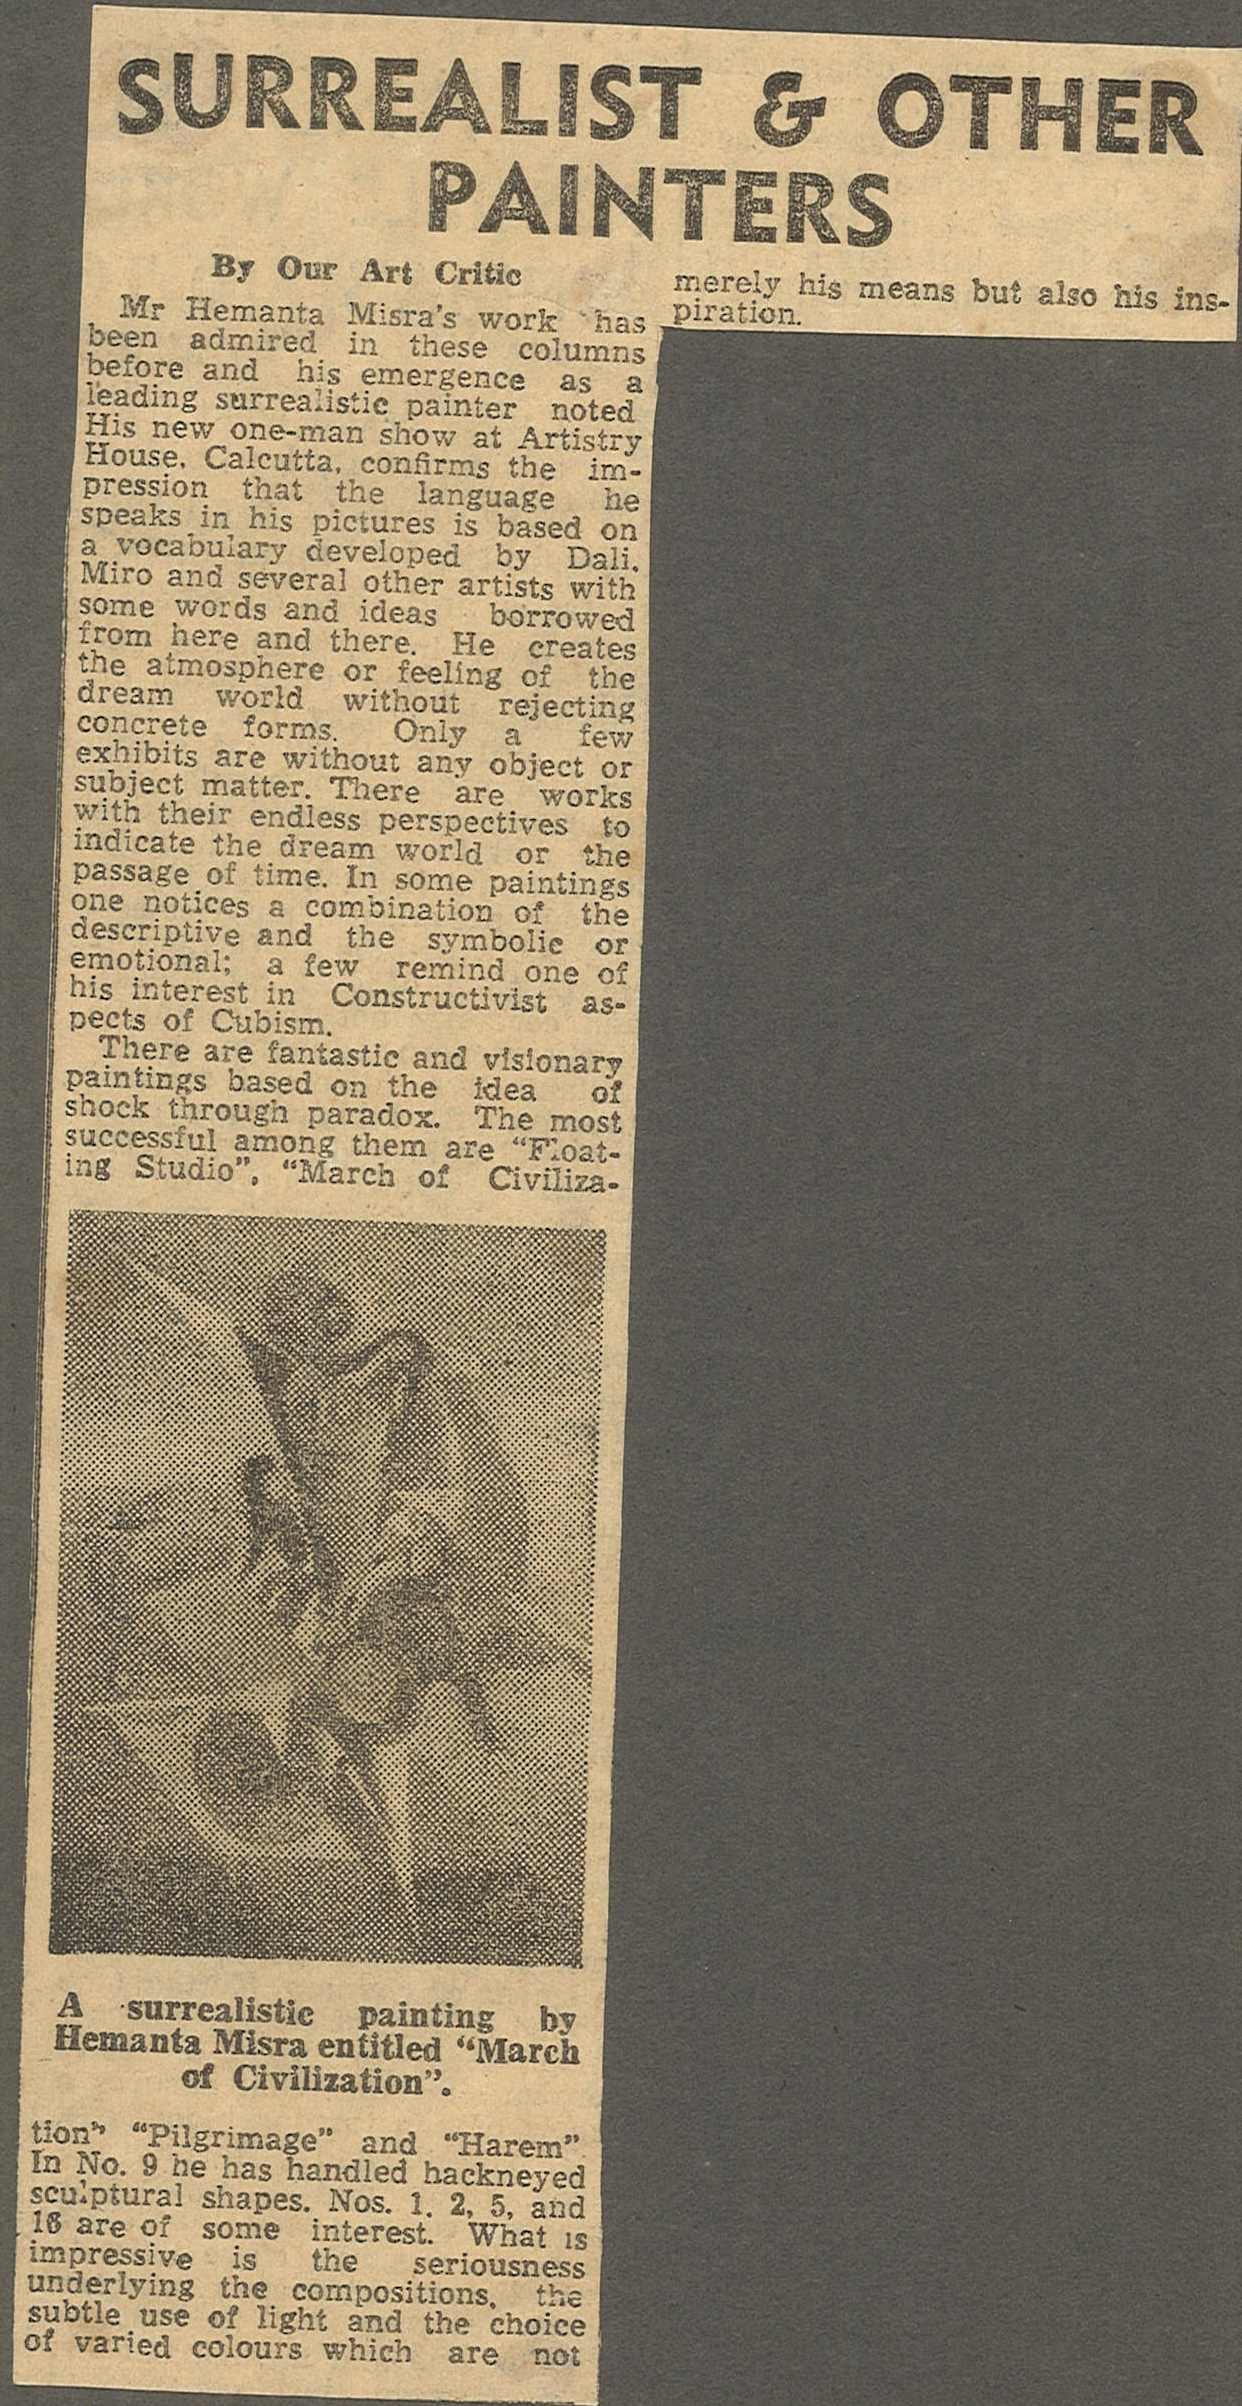 SURREALIST & OTHER
PAINTERS
By Our Art Critic
Mr Hemanta Misra's work has
been admired in these columns
before and his emergence as a
leading surrealistic painter noted
His new one-man show at Artistry
House, Calcutta, confirms the im-
pression that the language he
speaks in his pictures is based on
a vocabulary developed by Dali,
Miro and several other artists with
some words and ideas borrowed
from here and there. He creates
the atmosphere or feeling of the
dream world without rejecting
concrete forms. Only a few
exhibits are without any object or
subject matter. There are works
with their endless perspectives to
indicate the dream world or the
passage of time. In some paintings
one notices a combination of the
descriptive and the symbolic or
emotional; a few remind one of
his interest in Constructivist as-
pects of Cubism.
There are fantastic and visionary
paintings based on the idea of
shock through paradox. The most
successful among them are "Float-
ing Studio", "March of Civiliza-
A surrealistic painting by
Hemanta Misra entitled "March
of Civilization".
tion" "Pilgrimage" and "Harem".
In No. 9 he has handled hackneyed
sculptural shapes. Nos. 1, 2, 5, and
16 are of some interest. What is
impressive is the seriousness
underlying the compositions, the
subtle use of light and the choice
of varied colours which are not
merely his means but also his ins-
piration.